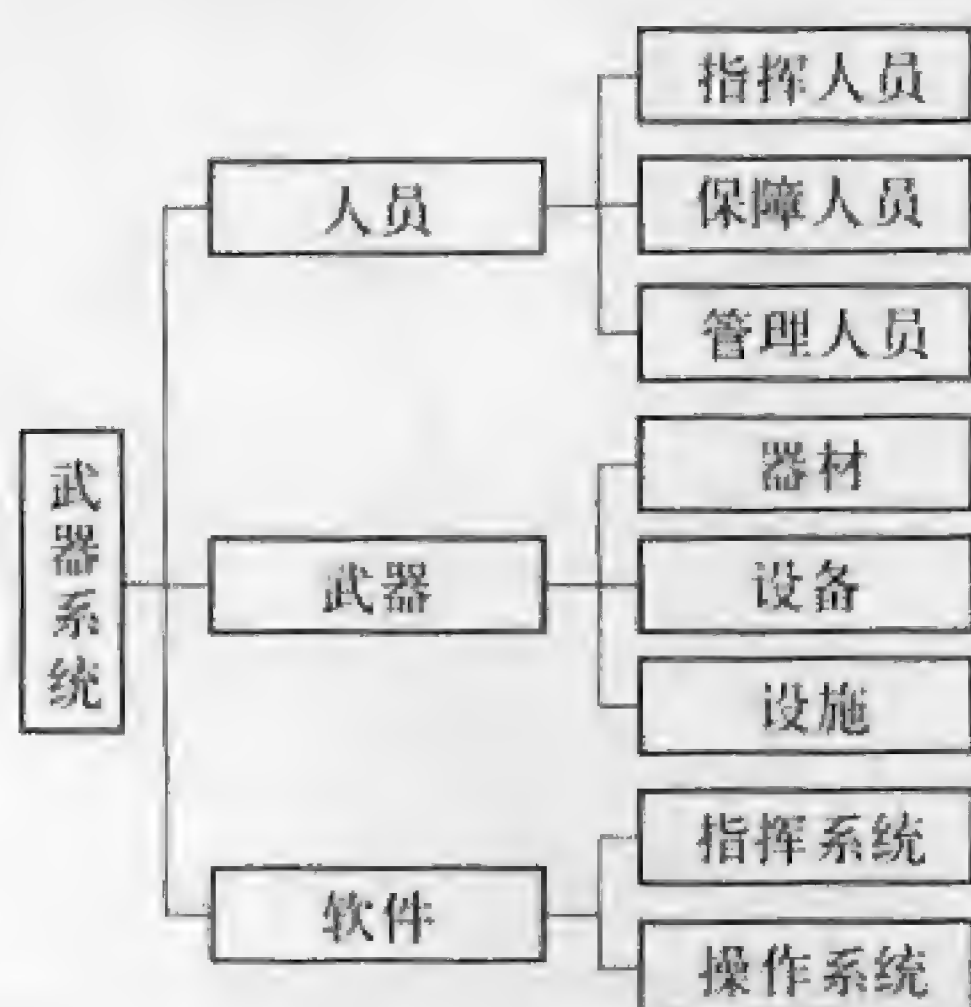 武器系统
人员
指挥人员
保障人员
管理人员
武器
器材
设备
设施
软件
指挥系统
操作系统